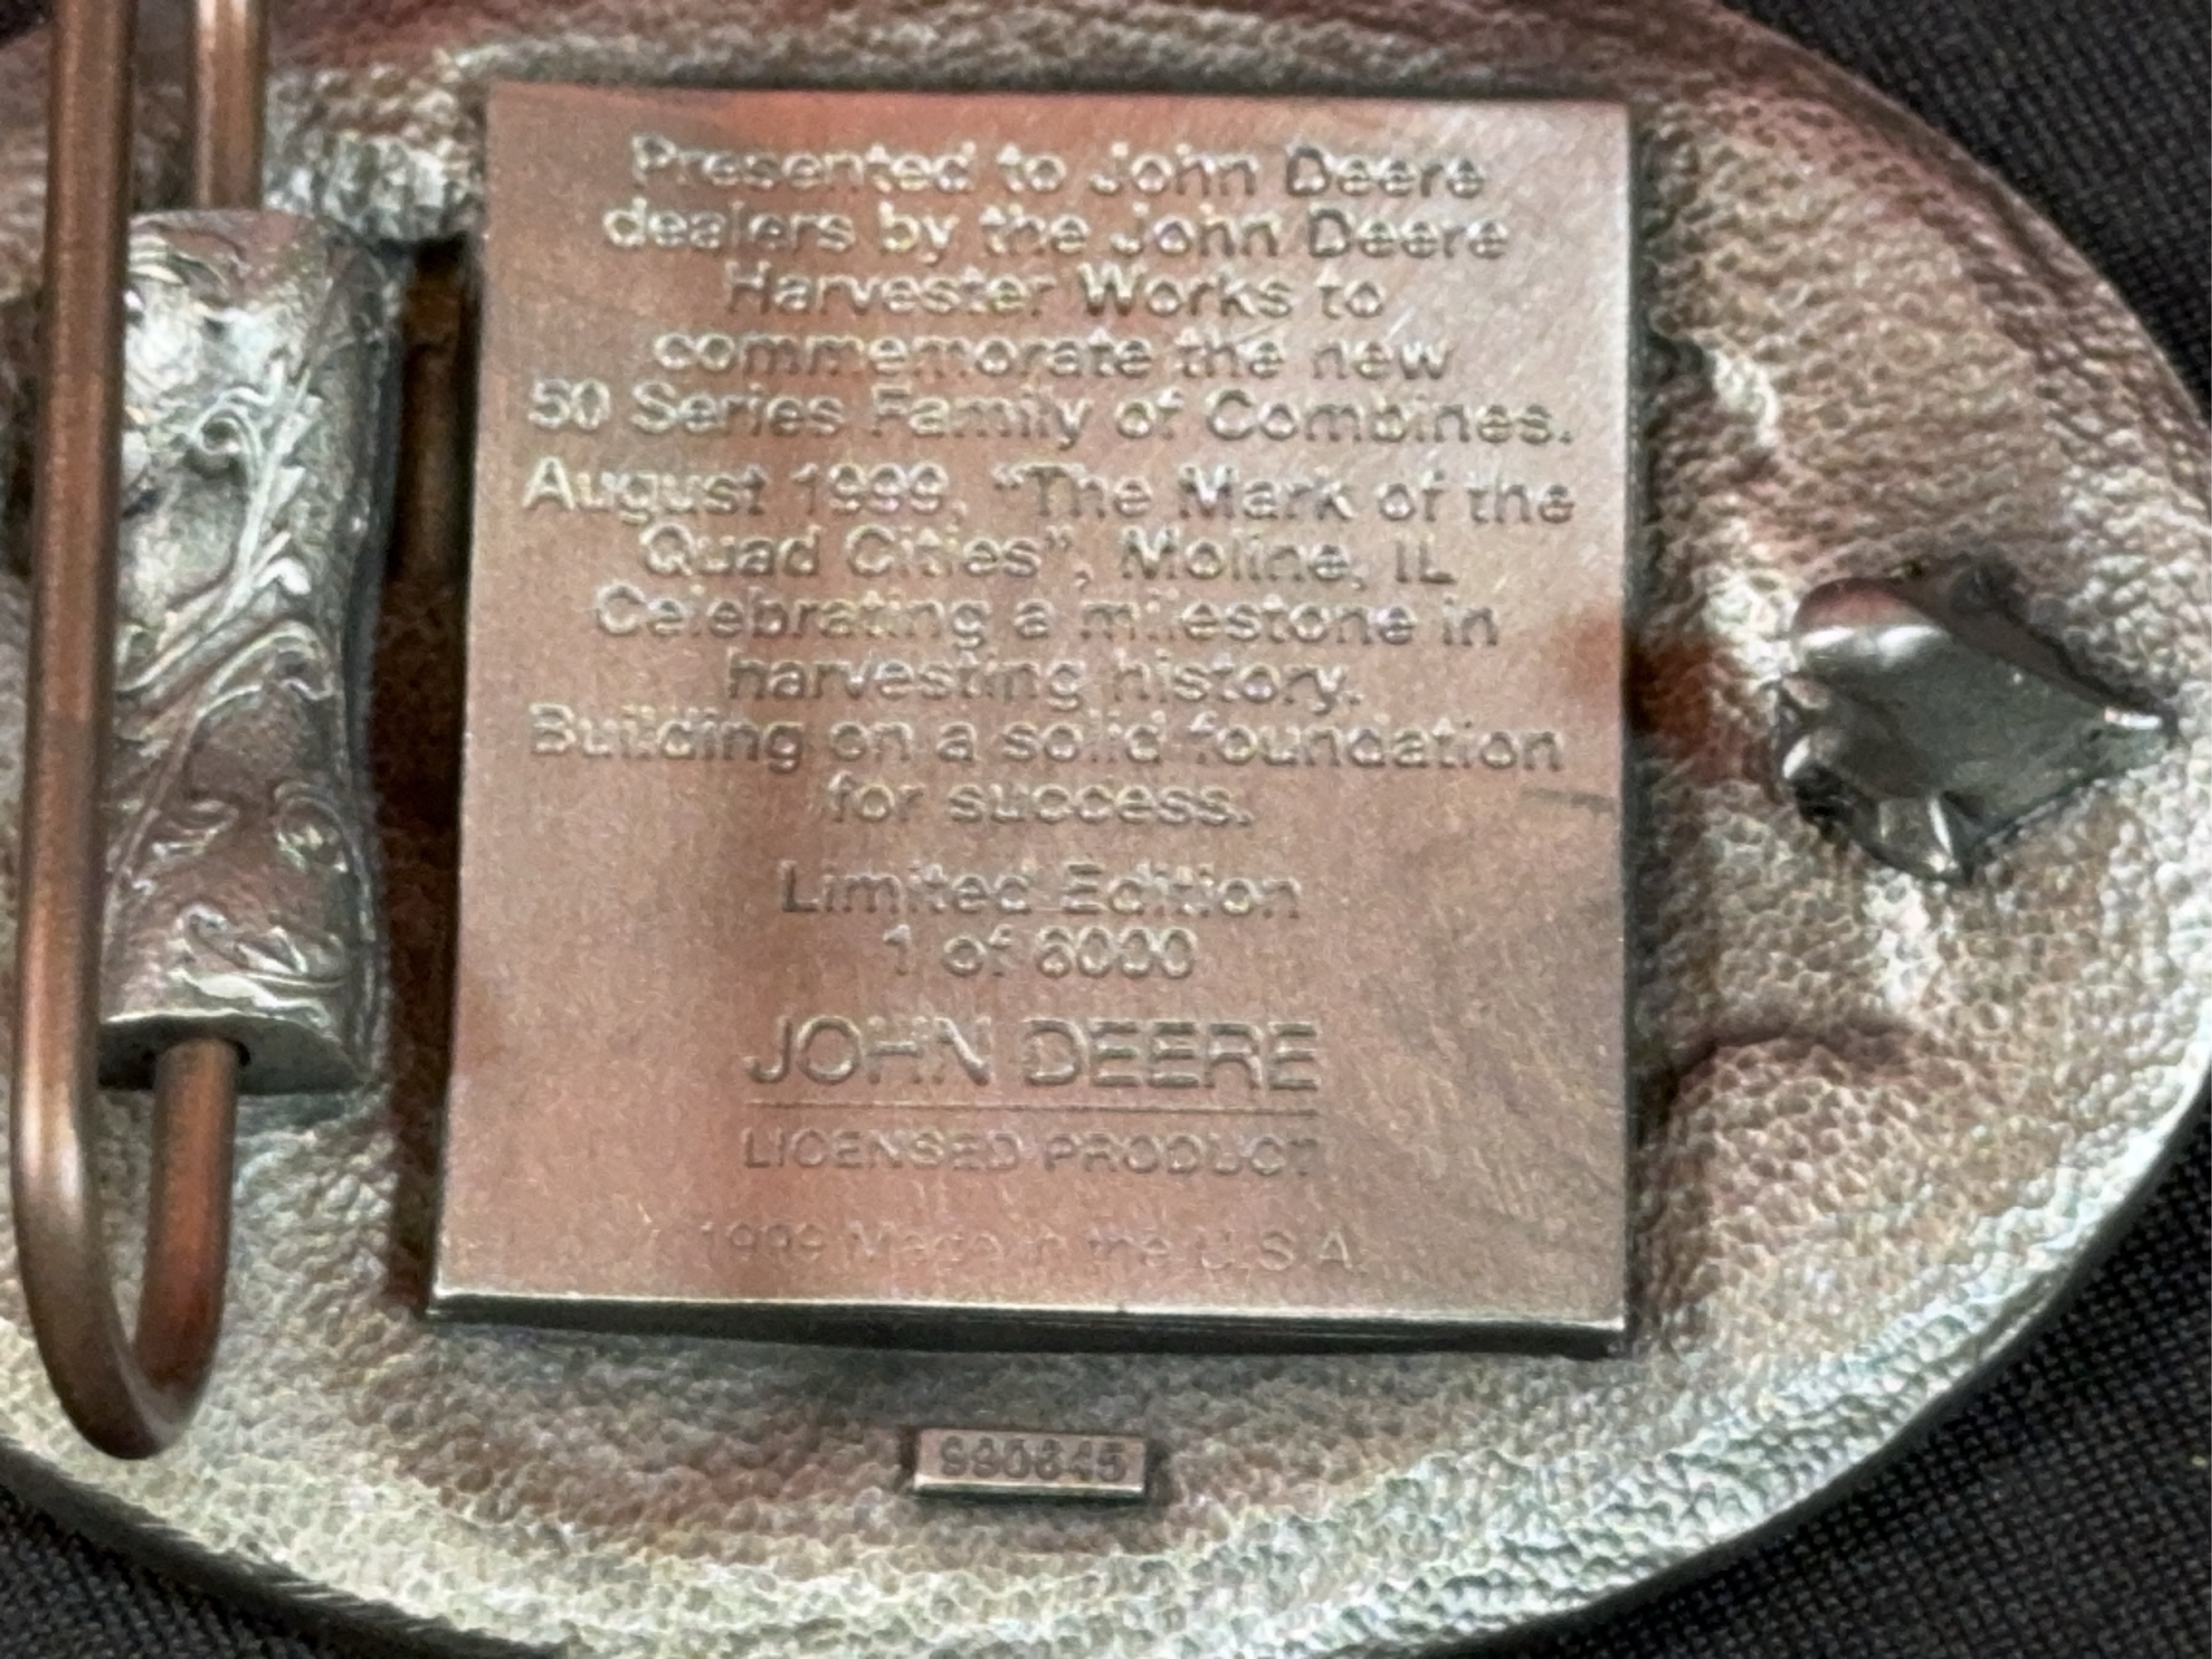 Presented to John Deere
dealers by the John Deere
Harvester Works to
commemorate the new
50 Series Family of Combines.
August 1999, "The Mark of the
Quad Cities", Moline, IL
Celebrating a milestone in
harvesting history.
Building on a solid foundation
for success.
Limited Edition
1 of 6000
JOHN DEERE
LICENSED PRODUCT
1999 Made in the U.S.A.
990645